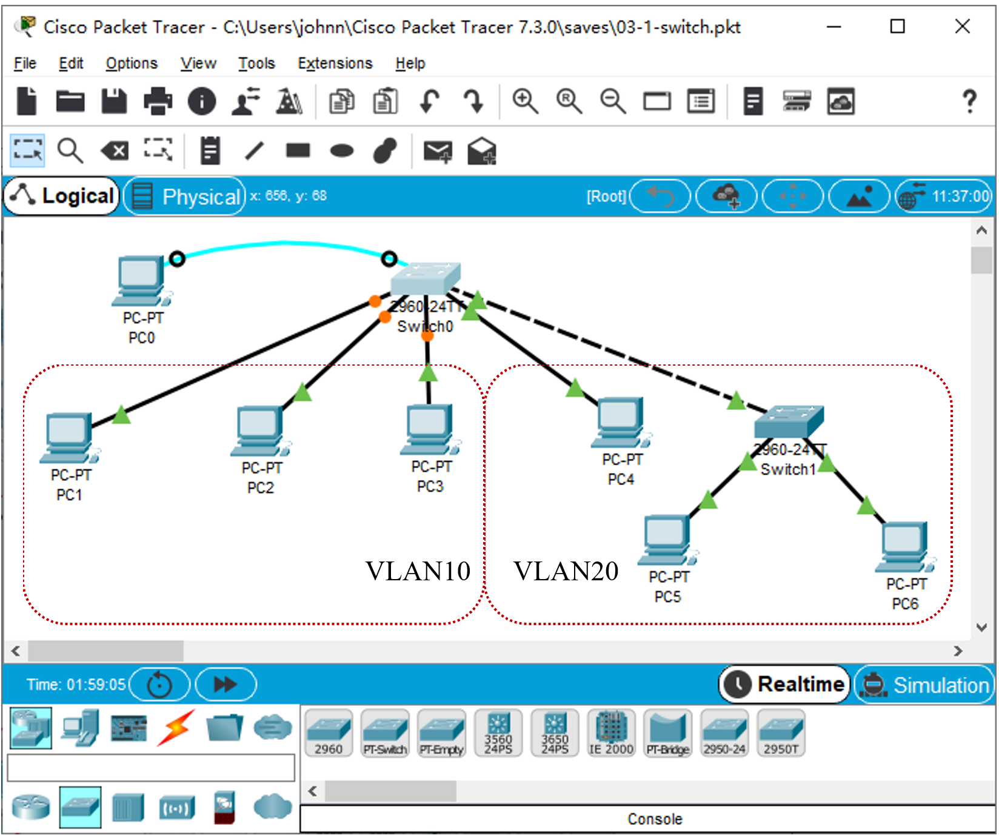 Cisco Packet Tracer - C:\Users\johnn\Cisco Packet Tracer 7.3.0\saves\03-1-switch.pkt
File Edit Options View Tools Extensions Help
Logical Physical x: 656, y: 68 [Root] 11:37:00
PC-PT
PC0
2960-24TT
Switch0
PC-PT
PC1
PC-PT
PC2
PC-PT
PC3
PC-PT
PC4
2960-24TT
Switch1
PC-PT
PC5
PC-PT
PC6
VLAN10
VLAN20
Time: 01:59:05 Realtime Simulation
2960
PT-Switch
PT-Empty
3560
24PS
3650
24PS
IE 2000
PT-Bridge
2950-24
2950T
Console